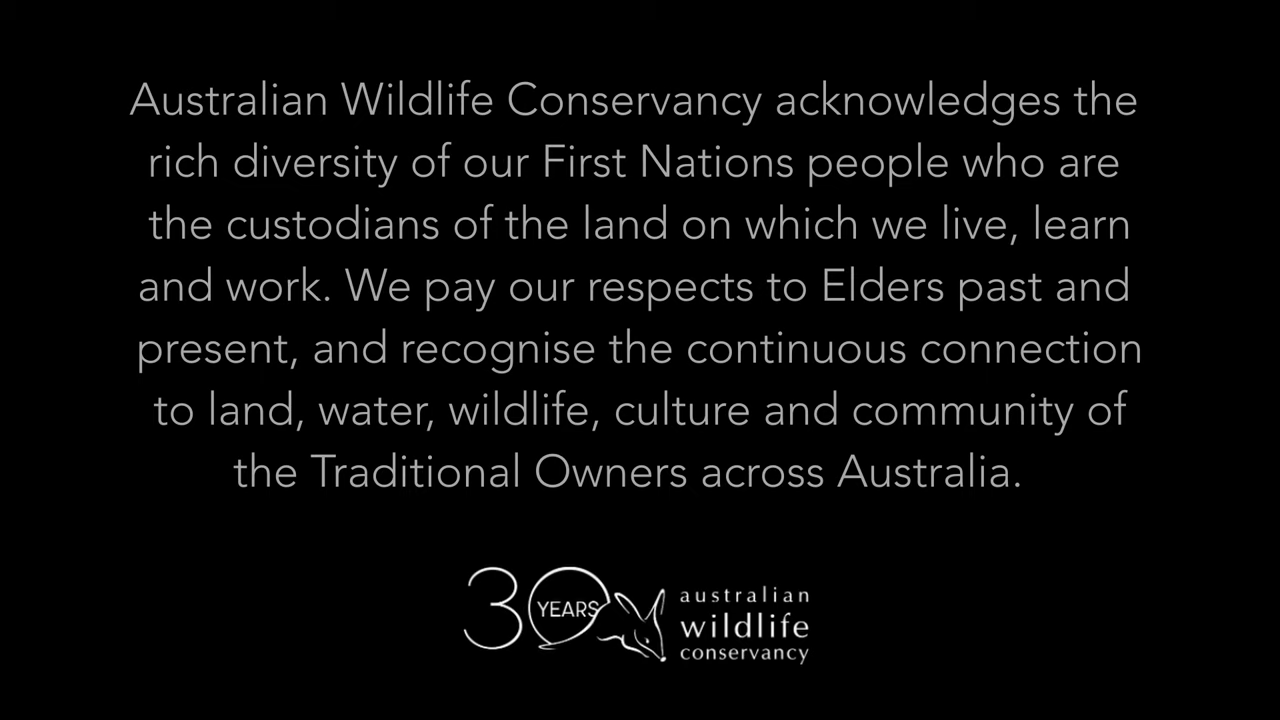 Australian Wildlife Conservancy acknowledges the
rich diversity of our First Nations people who are
the custodians of the land on which we live, learn
and work. We pay our respects to Elders past and
present, and recognise the continuous connection
to land, water, wildlife, culture and community of
the Traditional Owners across Australia.
30
YEARS
australian
wildlife
conservancy